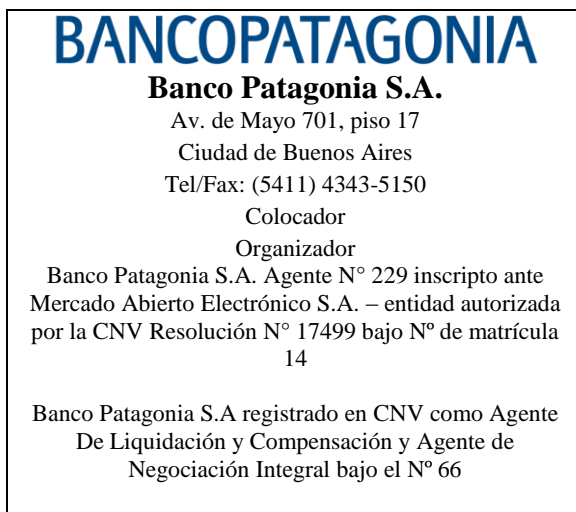 BANCOPATAGONIA
Banco Patagonia S.A.
Av. de Mayo 701, piso 17
Ciudad de Buenos Aires
Tel/Fax: (5411) 4343-5150
Colocador
Organizador
Banco Patagonia S.A. Agente N° 229 inscripto ante
Mercado Abierto Electrónico S.A. – entidad autorizada
por la CNV Resolución N° 17499 bajo Nº de matrícula
14
Banco Patagonia S.A registrado en CNV como Agente
De Liquidación y Compensación y Agente de
Negociación Integral bajo el Nº 66